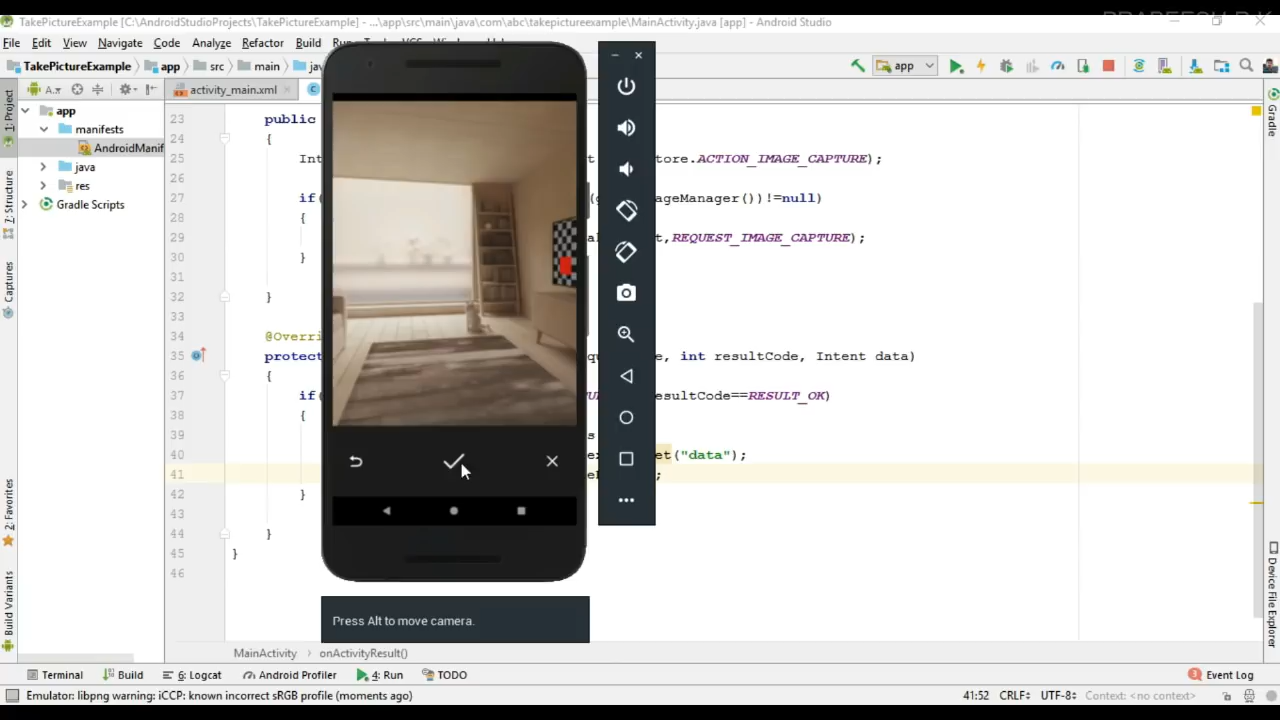 TakePictureExample [C:\AndroidStudioProjects\TakePictureExample] - ...\app\src\main\java\com\abc\takepictureexample\MainActivity.java [app] - Android Studio
File Edit View Navigate Code Analyze Refactor Build
TakePictureExample app src main app
A.. activity_main.xml
1: Project
Z: Structure
Captures
2: Favorites
Build Variants
app
manifests
AndroidManif
java
res
Gradle Scripts
23 public
24 {
25 Int tore.ACTION_IMAGE_CAPTURE);
26
27 if( ageManager())!=null)
28 {
29 t,REQUEST_IMAGE_CAPTURE);
30 }
31
32 }
33
34 @Overri
35 protect e, int resultCode, Intent data)
36 {
37 if( esultCode==RESULT_OK)
38 {
39 s
40 et("data");
41 ;
42 }
43
44 }
45 }
46
Press Alt to move camera.
Gradle
Device File Explorer
MainActivity onActivityResult()
Terminal Build 6: Logcat Android Profiler 4: Run TODO Event Log
Emulator: libpng warning: iCCP: known incorrect sRGB profile (moments ago) 41:52 CRLF UTF-8 Context: <no context>